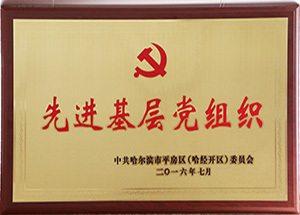 先进基层党组织
中共哈尔滨市平房区(哈经开区)委员会
二〇一六年七月